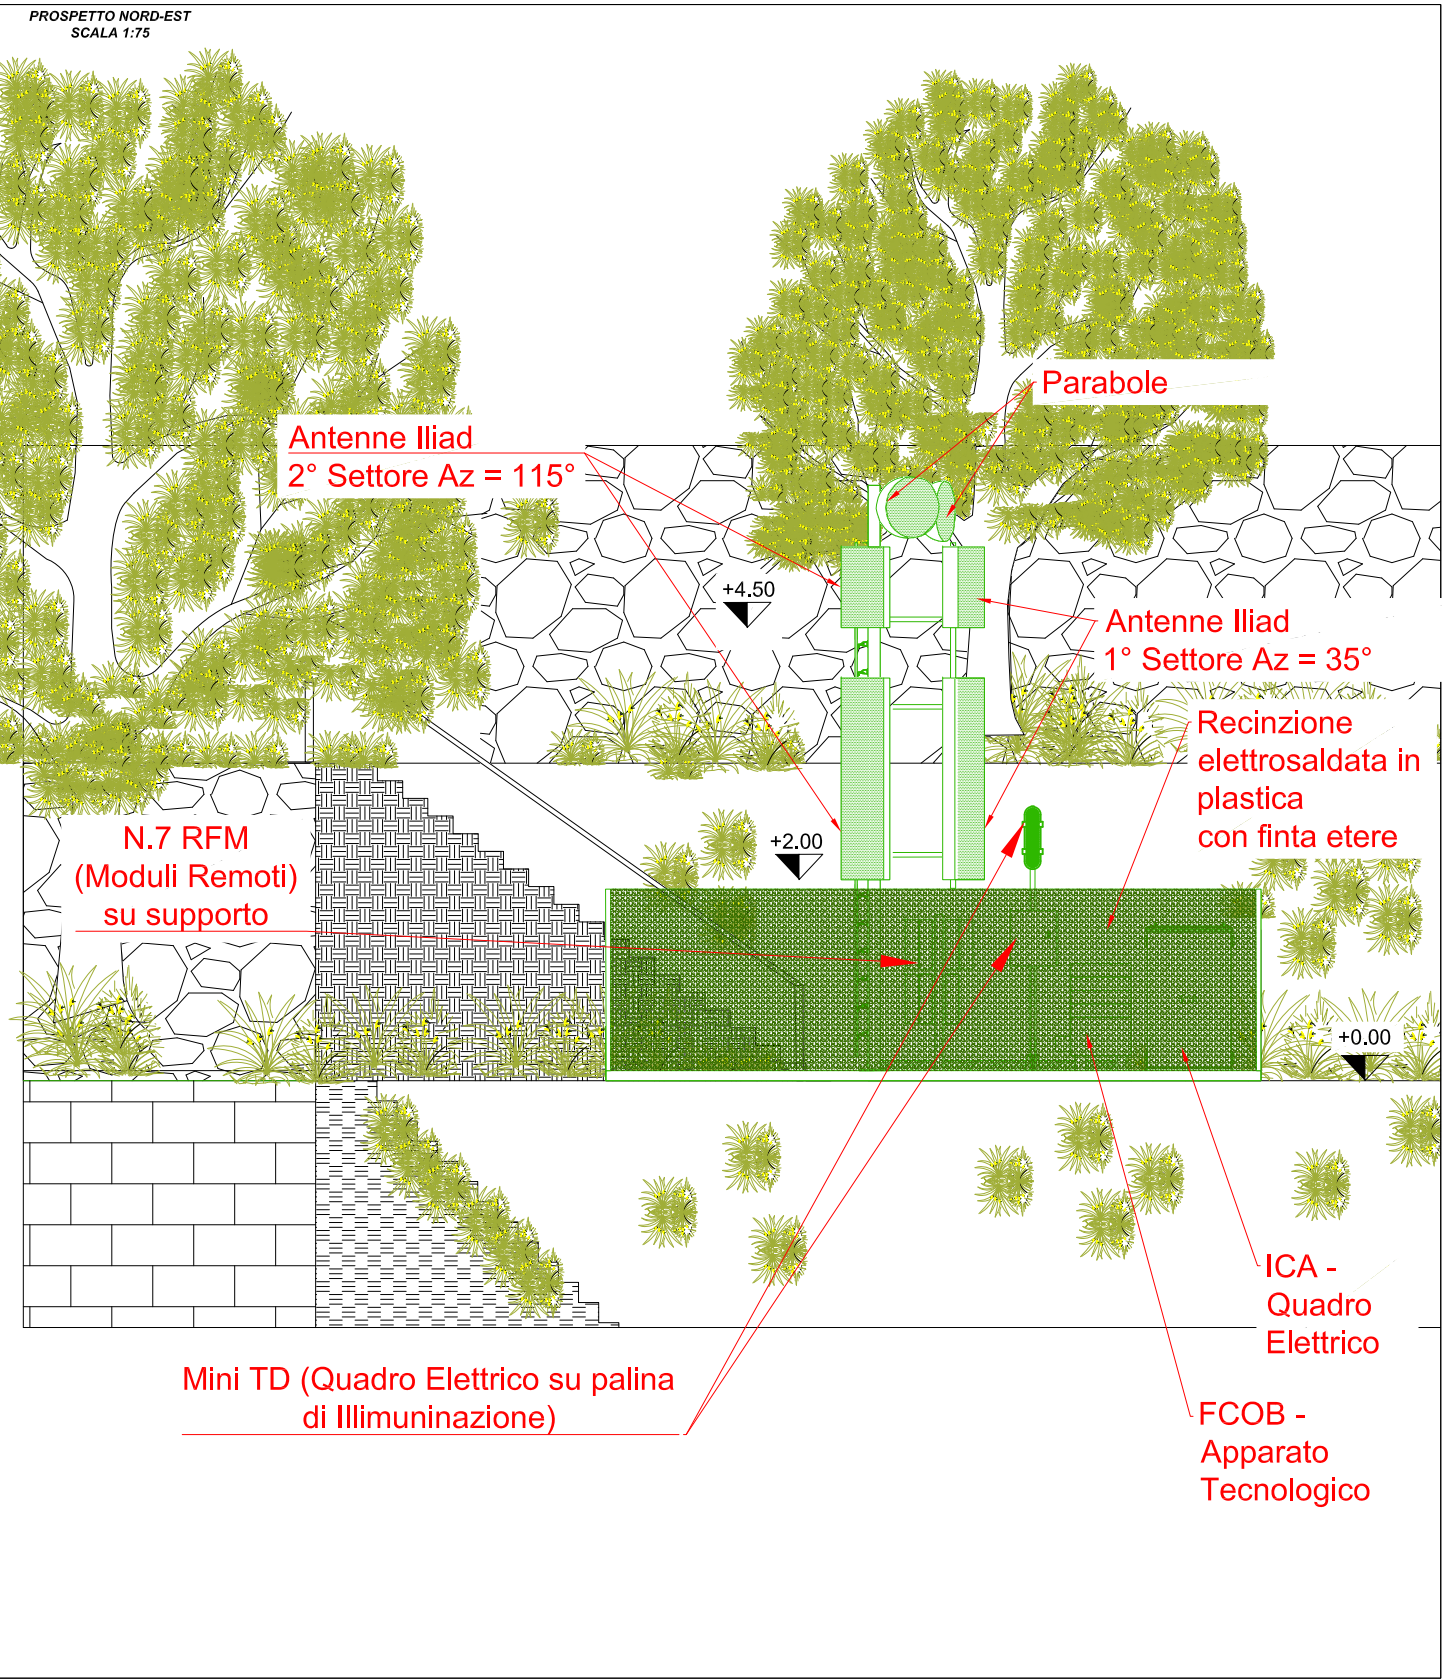 PROSPETTO NORD-EST
SCALA 1:75
Parabole
Antenne Iliad
2° Settore Az = 115°
+4.50
Antenne Iliad
1° Settore Az = 35°
Recinzione
elettrosaldata in
plastica
con finta etere
N.7 RFM
(Moduli Remoti)
su supporto
+2.00
+0.00
ICA -
Quadro
Elettrico
Mini TD (Quadro Elettrico su palina
di Illimuninazione)
FCOB -
Apparato
Tecnologico